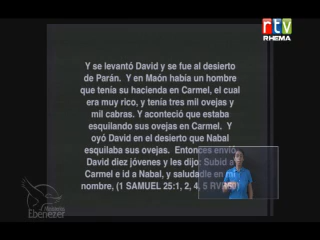 rtv
RHEMA
Y se levantó David y se fue al desierto
de Parán. Y en Maón había un hombre
que tenía su hacienda en Carmel, el cual
era muy rico, y tenía tres mil ovejas y
mil cabras. Y aconteció que estaba
esquilando sus ovejas en Carmel. Y
oyó David en el desierto que Nabal
esquilaba sus ovejas. Entonces envió
David diez jóvenes y les dijo: Subid a
Carmel e id a Nabal, y saludadle en mi
nombre, (1 SAMUEL 25:1, 2, 4, 5 RV
Ebenezer